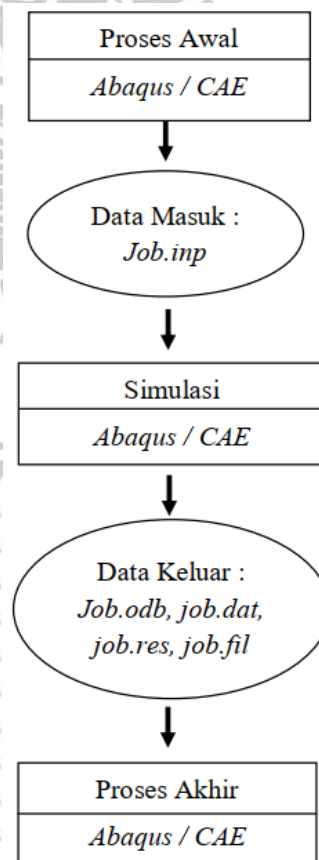 Proses Awal
Abaqus / CAE
Data Masuk :
Job.inp
Simulasi
Abaqus / CAE
Data Keluar :
Job.odb, job.dat,
job.res, job.fil
Proses Akhir
Abaqus / CAE